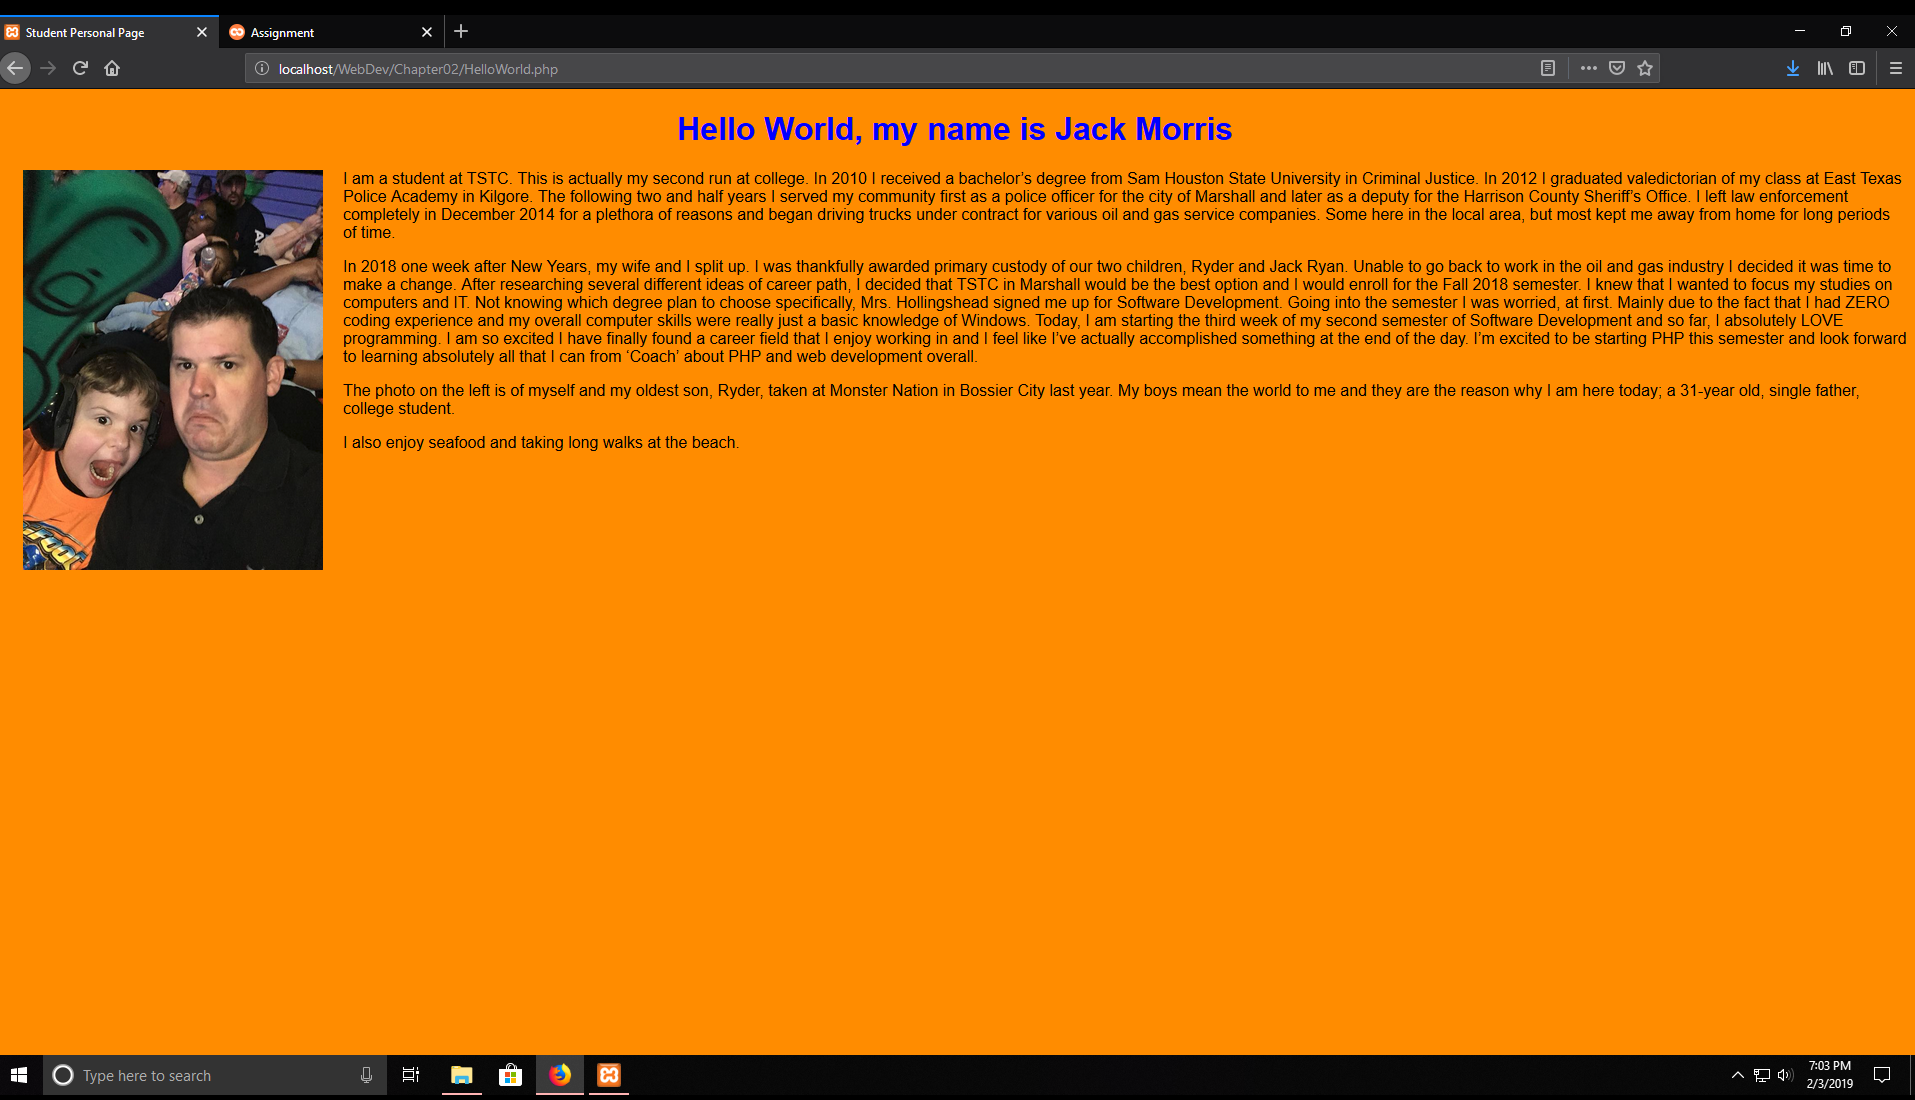 Student Personal Page
Assignment
localhost/WebDev/Chapter02/HelloWorld.php
Hello World, my name is Jack Morris
I am a student at TSTC. This is actually my second run at college. In 2010 I received a bachelor’s degree from Sam Houston State University in Criminal Justice. In 2012 I graduated valedictorian of my class at East Texas
Police Academy in Kilgore. The following two and half years I served my community first as a police officer for the city of Marshall and later as a deputy for the Harrison County Sheriff’s Office. I left law enforcement
completely in December 2014 for a plethora of reasons and began driving trucks under contract for various oil and gas service companies. Some here in the local area, but most kept me away from home for long periods
of time.
In 2018 one week after New Years, my wife and I split up. I was thankfully awarded primary custody of our two children, Ryder and Jack Ryan. Unable to go back to work in the oil and gas industry I decided it was time to
make a change. After researching several different ideas of career path, I decided that TSTC in Marshall would be the best option and I would enroll for the Fall 2018 semester. I knew that I wanted to focus my studies on
computers and IT. Not knowing which degree plan to choose specifically, Mrs. Hollingshead signed me up for Software Development. Going into the semester I was worried, at first. Mainly due to the fact that I had ZERO
coding experience and my overall computer skills were really just a basic knowledge of Windows. Today, I am starting the third week of my second semester of Software Development and so far, I absolutely LOVE
programming. I am so excited I have finally found a career field that I enjoy working in and I feel like I’ve actually accomplished something at the end of the day. I’m excited to be starting PHP this semester and look forward
to learning absolutely all that I can from ‘Coach’ about PHP and web development overall.
The photo on the left is of myself and my oldest son, Ryder, taken at Monster Nation in Bossier City last year. My boys mean the world to me and they are the reason why I am here today; a 31-year old, single father,
college student.
I also enjoy seafood and taking long walks at the beach.
Type here to search
7:03 PM
2/3/2019